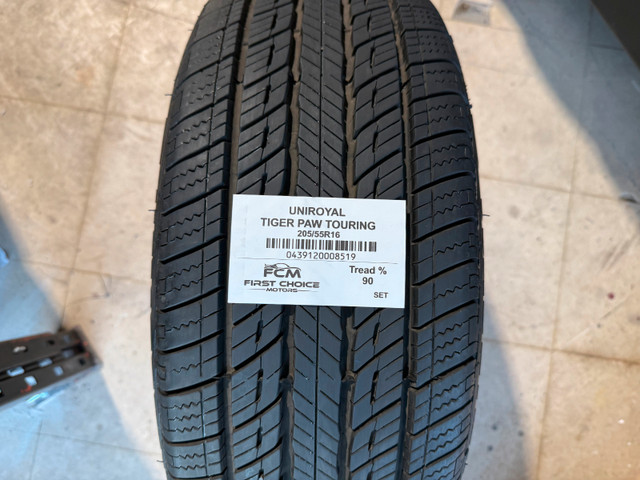 UNIROYAL
TIGER PAW TOURING
205/55R16
0439120008519
FCM
FIRST CHOICE
MOTORS
Tread %
90
SET